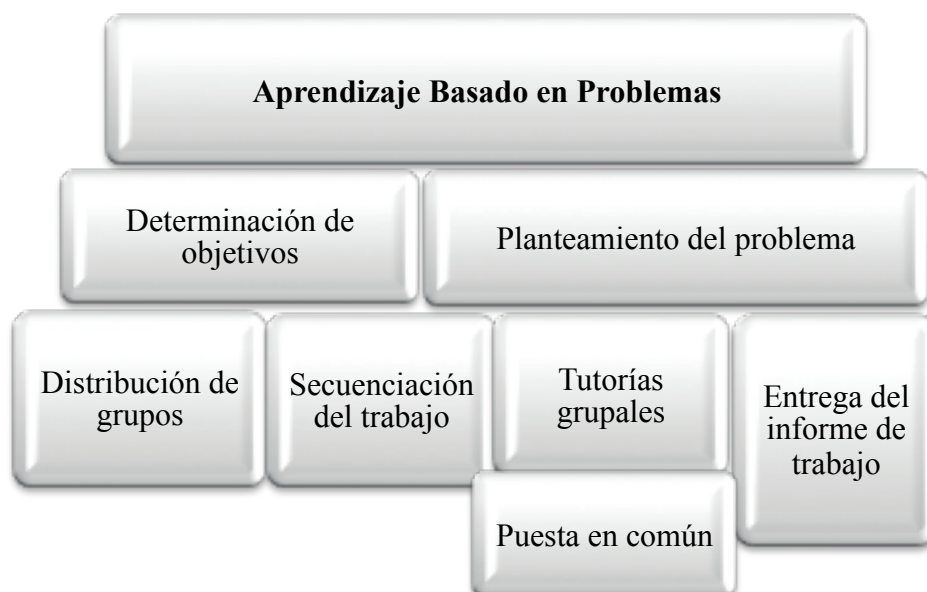 Aprendizaje Basado en Problemas
Determinación de
objetivos
Planteamiento del problema
Distribución de
grupos
Secuenciación
del trabajo
Tutorías
grupales
Entrega del
informe de
trabajo
Puesta en común